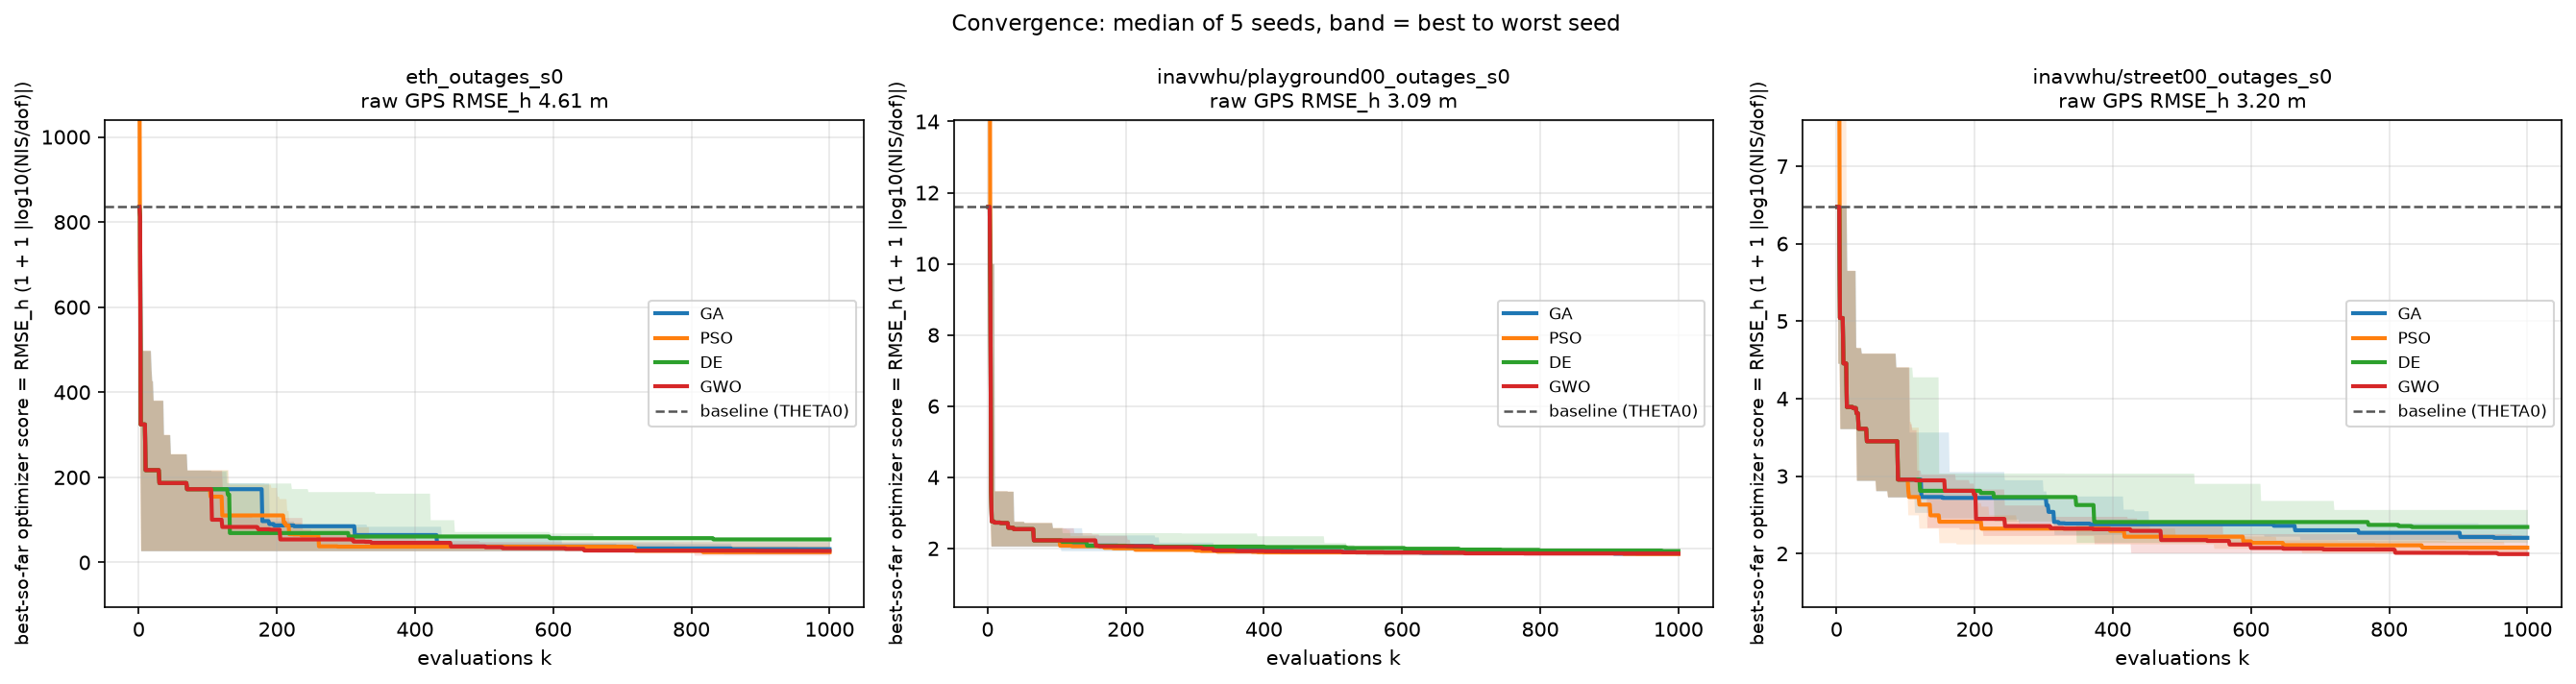 Convergence: median of 5 seeds, band = best to worst seed
eth_outages_s0
raw GPS RMSE_h 4.61 m
best-so-far optimizer score = RMSE_h (1 + 1 |log10(NIS/dof)|)
1000
800
600
400
200
0
GA
PSO
DE
GWO
baseline (THETA0)
0 200 400 600 800 1000
evaluations k
inavwhu/playground00_outages_s0
raw GPS RMSE_h 3.09 m
best-so-far optimizer score = RMSE_h (1 + 1 |log10(NIS/dof)|)
14
12
10
8
6
4
2
GA
PSO
DE
GWO
baseline (THETA0)
0 200 400 600 800 1000
evaluations k
inavwhu/street00_outages_s0
raw GPS RMSE_h 3.20 m
best-so-far optimizer score = RMSE_h (1 + 1 |log10(NIS/dof)|)
7
6
5
4
3
2
GA
PSO
DE
GWO
baseline (THETA0)
0 200 400 600 800 1000
evaluations k